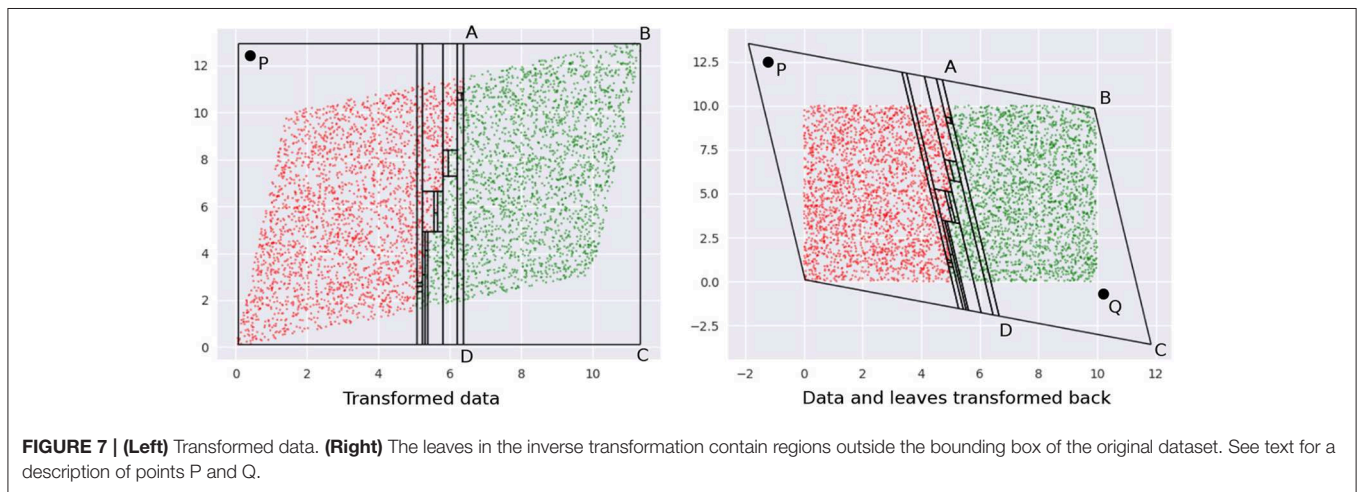 A
B
P
12
10
8
6
4
2
0
D
C
0 2 4 6 8 10
Transformed data
P
A
B
12.5
10.0
7.5
5.0
2.5
0.0
Q
−2.5
D
C
−2 0 2 4 6 8 10 12
Data and leaves transformed back
FIGURE 7 | (Left) Transformed data. (Right) The leaves in the inverse transformation contain regions outside the bounding box of the original dataset. See text for a
description of points P and Q.